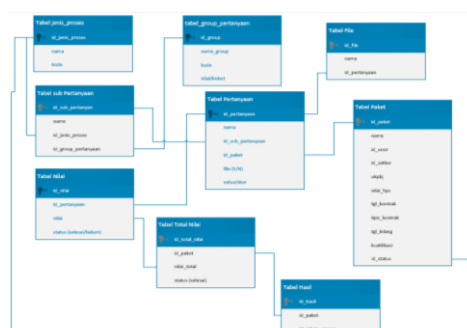 Tabel jenis_proses
id_jenis_proses
nama
kode
tabel_group_pertanyaan
id_group
nama_group
kode
nilai/bobot
Tabel File
id_file
nama
id_pertanyaan
Tabel sub Pertanyaan
id_sub_pertanyaan
nama
id_jenis_proses
id_group_pertanyaan
Tabel Pertanyaan
id_pertanyaan
nama
id_sub_pertanyaan
id_paket
file (Y/N)
Tabel Paket
id_paket
nama
id_user
id_satker
nilai_hps
tgl_kontrak
tipe_kontrak
tgl_lelang
kualifikasi
id_status
Tabel Nilai
id_nilai
id_pertanyaan
nilai
status (selesai/belum)
Tabel Total Nilai
id_total_nilai
id_paket
nilai_total
status (selesai)
Tabel Hasil
id_hasil
id_paket